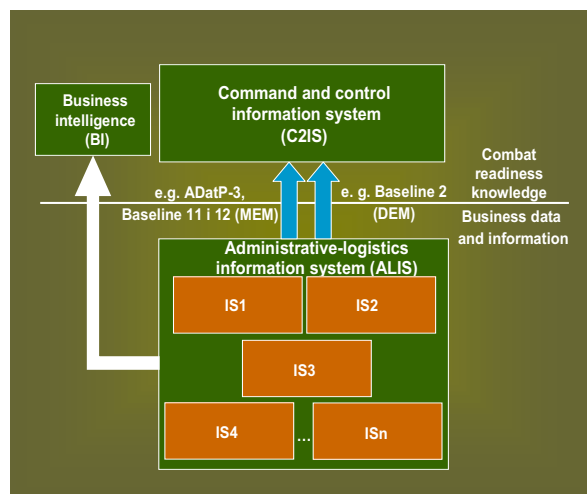 Business
intelligence
(BI)
Command and control
information system
(C2IS)
e.g. ADatP-3,
Baseline 11 i 12 (MEM)
e. g. Baseline 2
(DEM)
Combat
readiness
knowledge
Business data
and information
Administrative-logistics
information system (ALIS)
IS1
IS2
IS3
IS4
...
ISn